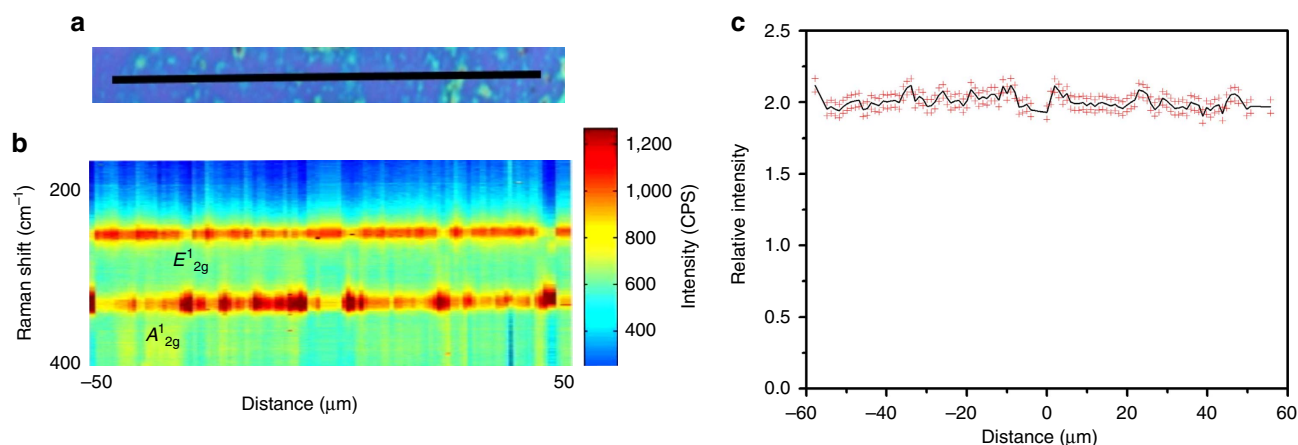 a
b
Raman shift (cm⁻¹)
200
400
E¹₂g
A¹₂g
−50
50
Distance (μm)
1,200
1,000
800
600
400
Intensity (CPS)
c
Relative intensity
2.5
2.0
1.5
1.0
0.5
0.0
−60
−40
−20
0
20
40
60
Distance (μm)